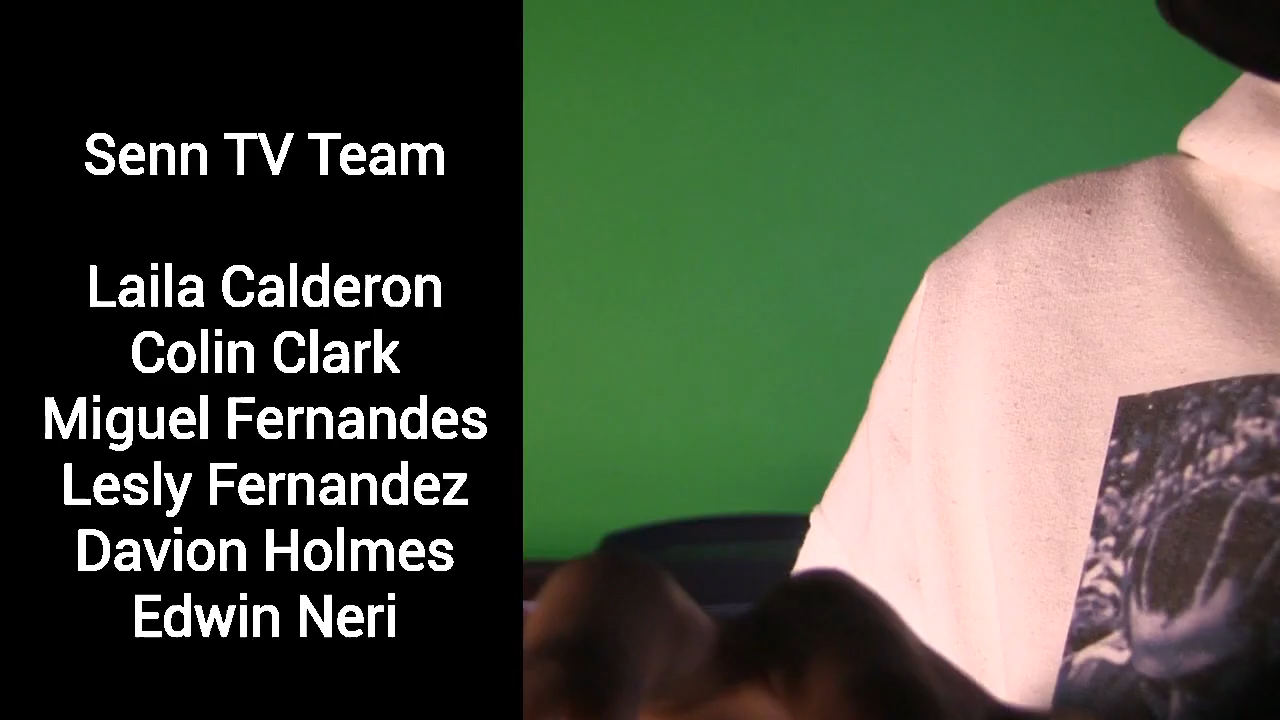 Senn TV Team
Laila Calderon
Colin Clark
Miguel Fernandes
Lesly Fernandez
Davion Holmes
Edwin Neri